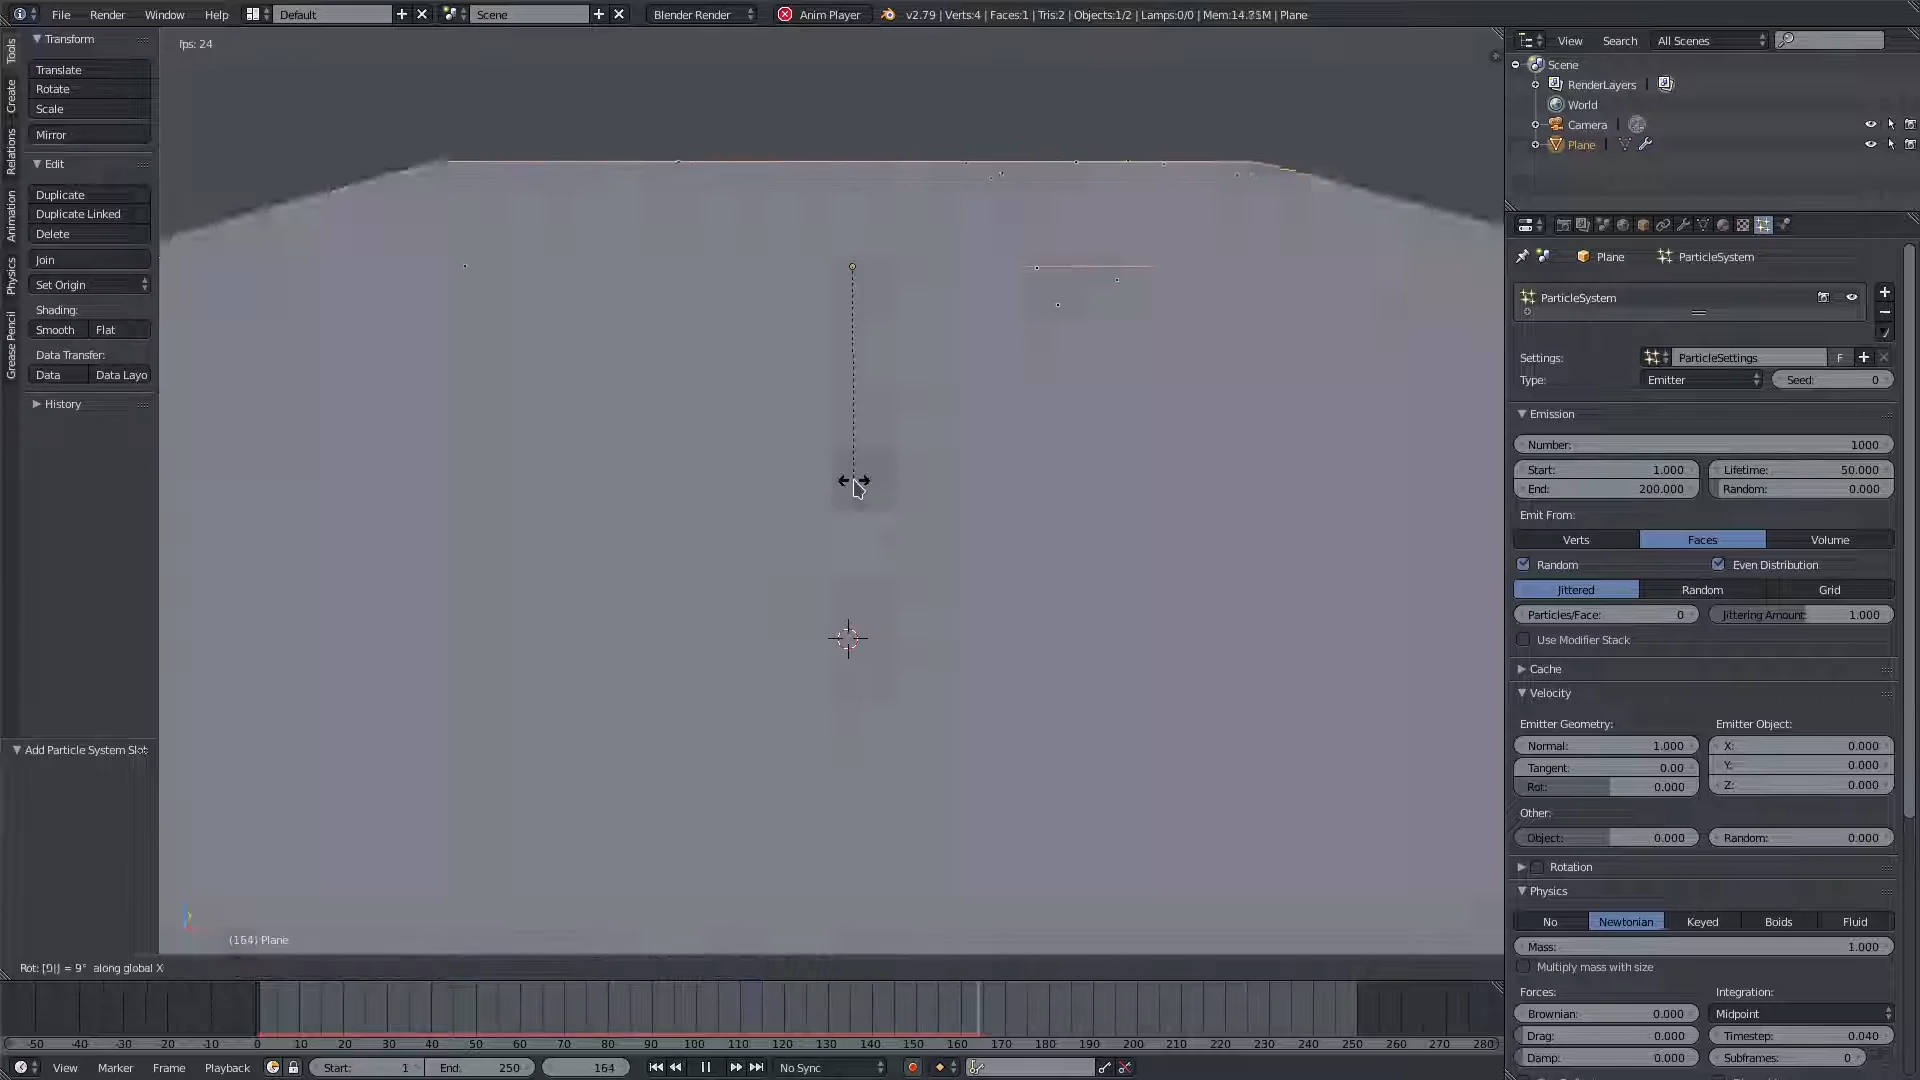 File Render Window Help Default Scene Blender Render Anim Player v2.79 | Verts:4 | Faces:1 | Tris:2 | Objects:1/2 | Lamps:0/0 | Plane
Tools
Create
Relations
Animation
Physics
Grease Pencil
Transform
Translate
Rotate
Scale
Mirror
Edit
Duplicate
Duplicate Linked
Delete
Join
Set Origin
Shading:
Smooth Flat
Data Transfer:
Data Data Layo
History
Add Particle System Slot
fps: 24
(164) Plane
Rot: [9|] = 9° along global X
View Search All Scenes
Scene
RenderLayers
World
Camera
Plane
Plane ParticleSystem
ParticleSystem
Settings: ParticleSettings F
Type: Emitter Seed: 0
Emission
Number: 1000
Start: 1.000 Lifetime: 50.000
End: 200.000 Random: 0.000
Emit From:
Verts Faces Volume
Random Even Distribution
Jittered Random Grid
Particles/Face: 0 Jittering Amount: 1.000
Use Modifier Stack
Cache
Velocity
Emitter Geometry: Emitter Object:
Normal: 1.000 X: 0.000
Tangent: 0.00 Y: 0.000
Rot: 0.000 Z: 0.000
Other:
Object: 0.000 Random: 0.000
Rotation
Physics
No Newtonian Keyed Boids Fluid
Mass: 1.000
Multiply mass with size
Forces: Integration:
Brownian: 0.000 Midpoint
Drag: 0.000 Timestep: 0.040
Damp: 0.000 Subframes: 0
-50 -40 -30 -20 -10 0 10 20 30 40 50 60 70 80 90 100 110 120 130 140 150 160 170 180 190 200 210 220 230 240 250 260 270 280
View Marker Frame Playback Start: 1 End: 250 164 No Sync